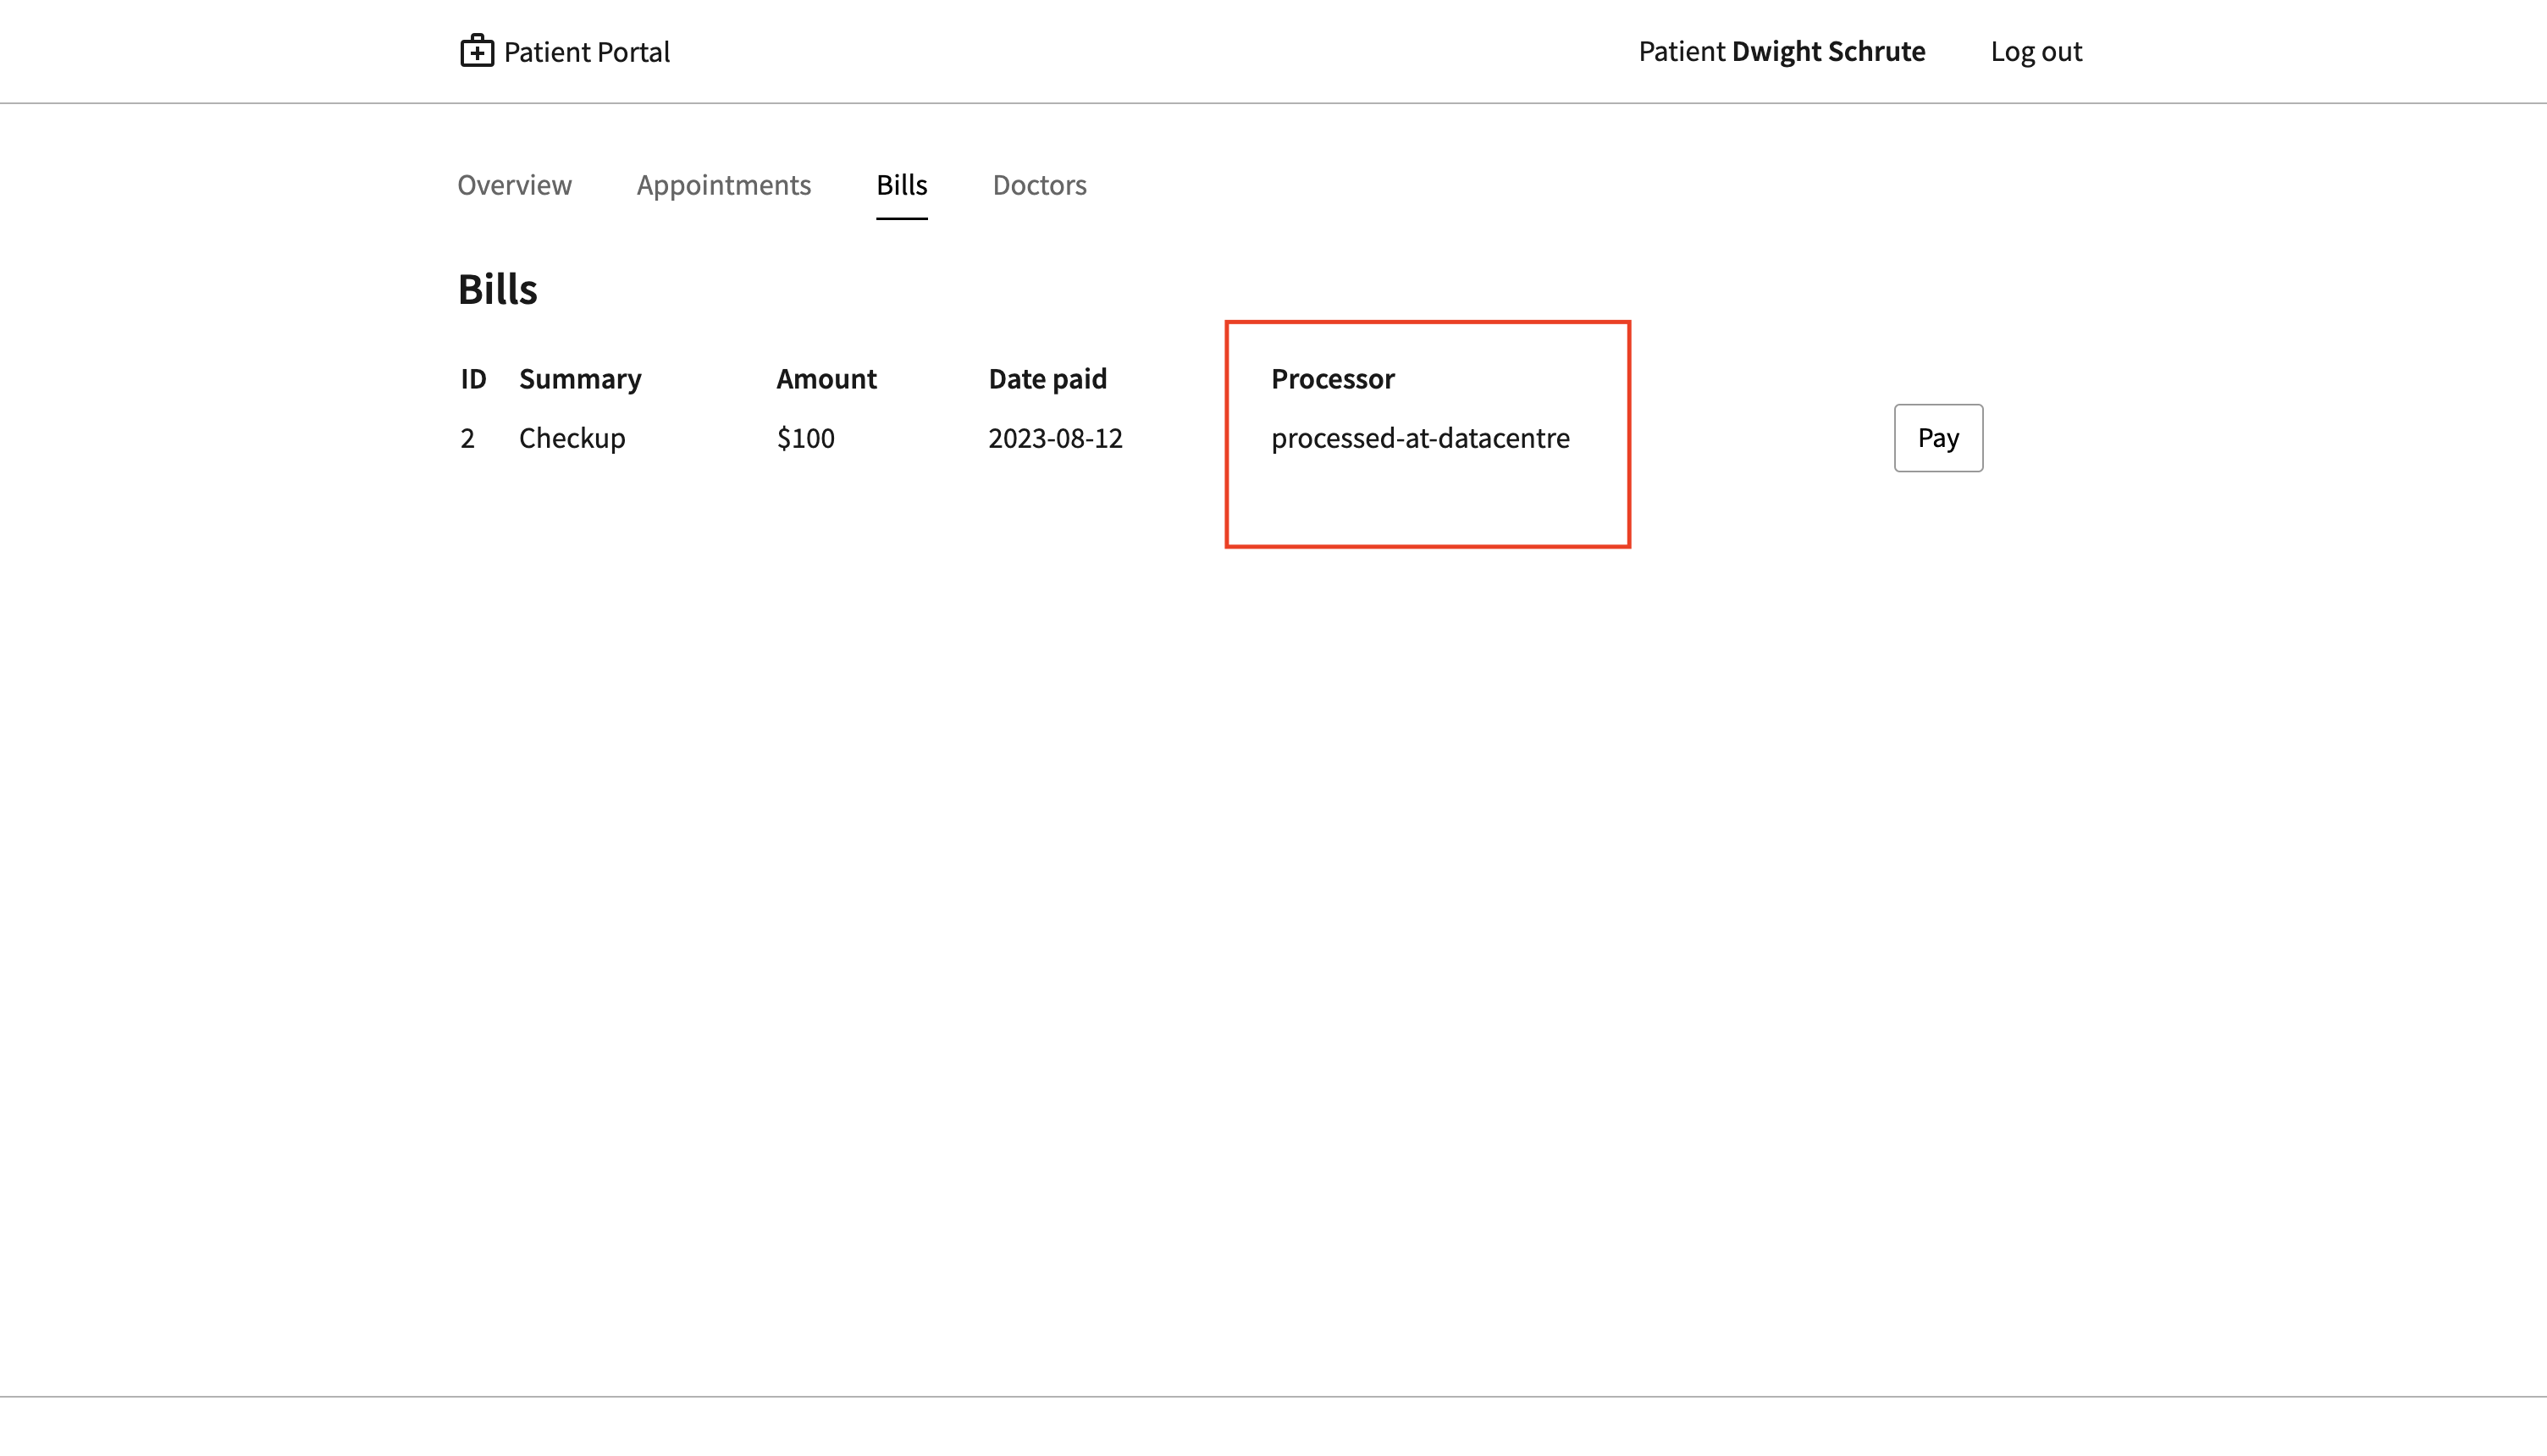 Patient Portal
Patient Dwight Schrute
Log out
Overview
Appointments
Bills
Doctors
Bills
ID Summary Amount Date paid Processor
2 Checkup $100 2023-08-12 processed-at-datacentre Pay